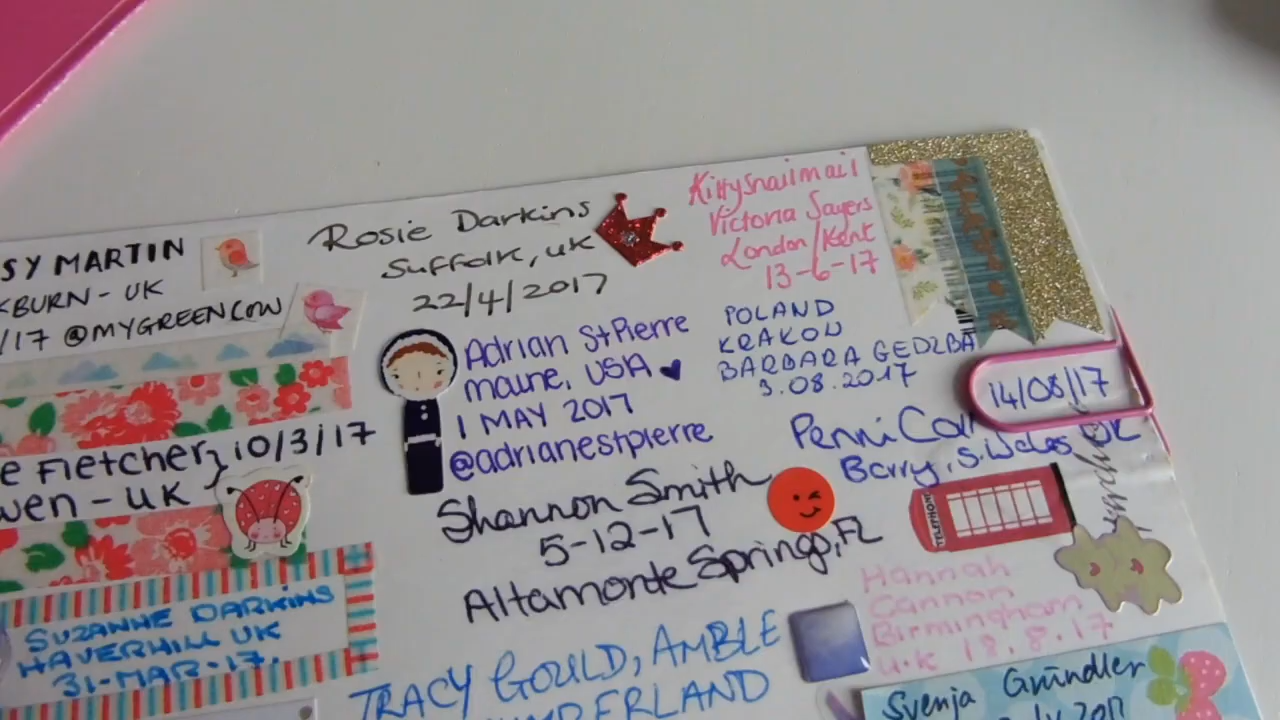 SY MARTIN
KBURN - UK
/17 @MYGREENCOW
e Fletcher} 10/3/17
wen - UK
SUZANNE DARKINS
HAVERHILL UK
31-MAR-17.
Rosie Darkins
Suffolk, UK
22/4/2017
Adrian StPierre
maine, USA
1 MAY 2017
@adrianestpierre
Shannon Smith
5-12-17
Altamonte Springs, FL
TRACY GOULD, AMBLE
Kittysnailmail
Victoria Sayers
London/Kent
13-6-17
POLAND
KRAKOW
BARBARA GEDZBA
3.08.2017
14/08/17
Penni
Barry, S. Wales UK
TELEPHONE
Hannah
Cannon
Birmingham
U.K 18.8.17
Svenja Gründler